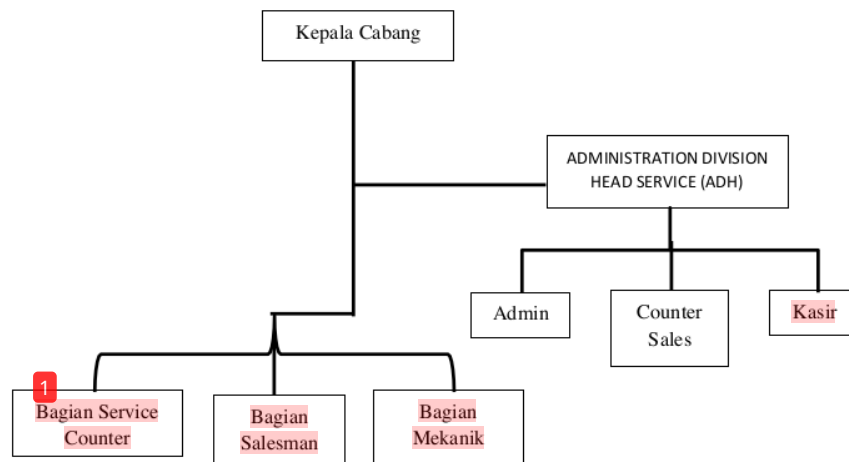 Kepala Cabang
ADMINISTRATION DIVISION
HEAD SERVICE (ADH)
Admin
Counter
Sales
Kasir
1
Bagian Service
Counter
Bagian
Salesman
Bagian
Mekanik